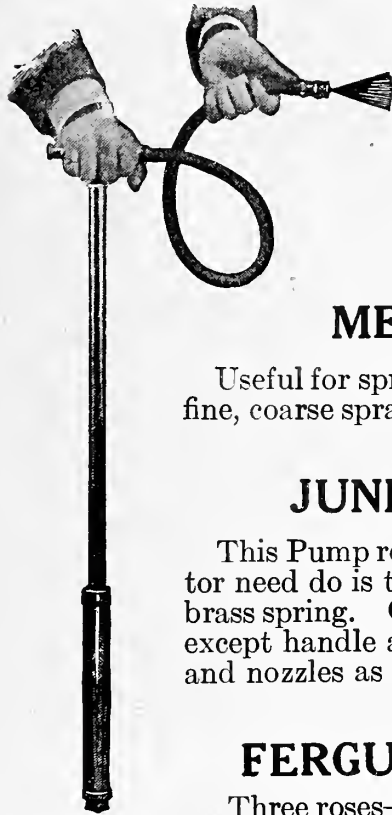 ME
Useful for spr
fine, coarse spra
JUN
This Pump re
tor need do is t
brass spring.
except handle a
and nozzles as
FERGU
Three roses—